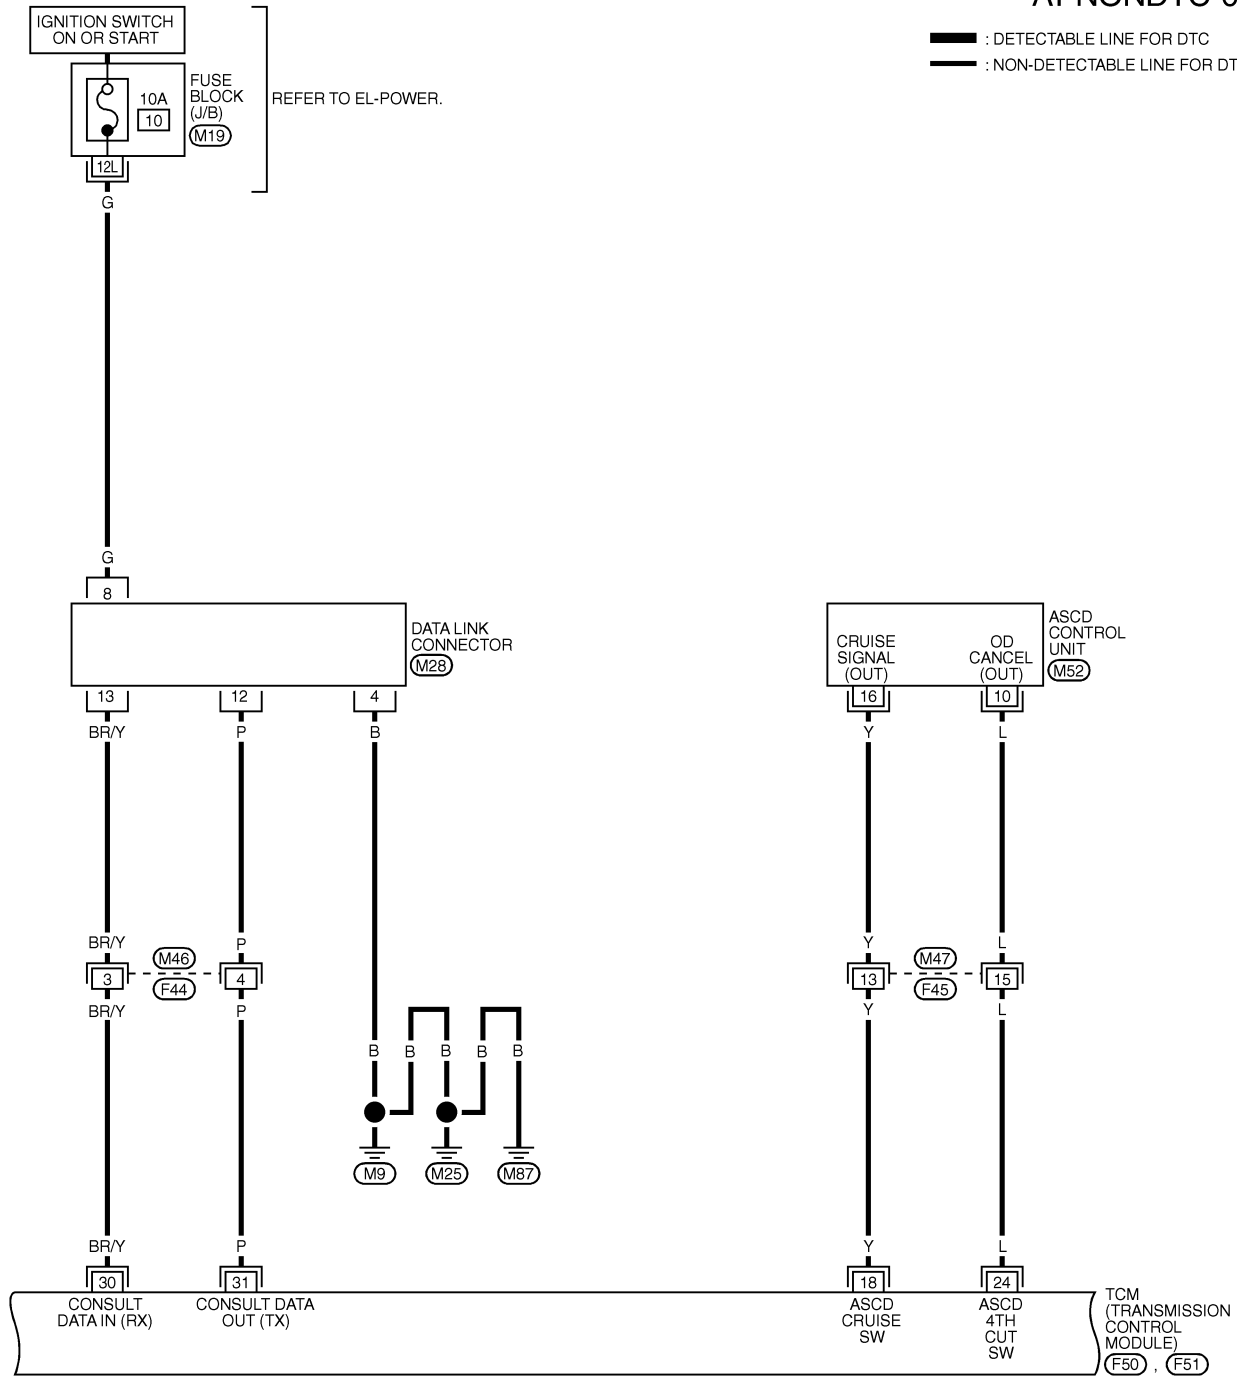 IGNITION SWITCH
ON OR START
: DETECTABLE LINE FOR DTC
: NON-DETECTABLE LINE FOR
10A
10
FUSE
BLOCK
(J/B)
M19
REFER TO EL-POWER.
12L
G
G
8
DATA LINK
CONNECTOR
M28
CRUISE
SIGNAL
(OUT)
OD
CANCEL
(OUT)
ASCD
CONTROL
UNIT
M52
13
12
4
16
10
BR/Y
P
B
Y
L
BR/Y
P
Y
L
M46
M47
3
4
13
15
F44
F45
BR/Y
P
Y
L
B
B
B
B
B
M9
M25
M87
BR/Y
P
Y
L
30
31
18
24
CONSULT
DATA IN (RX)
CONSULT DATA
OUT (TX)
ASCD
CRUISE
SW
ASCD
4TH
CUT
SW
TCM
(TRANSMISSION
CONTROL
MODULE)
F50 , F51